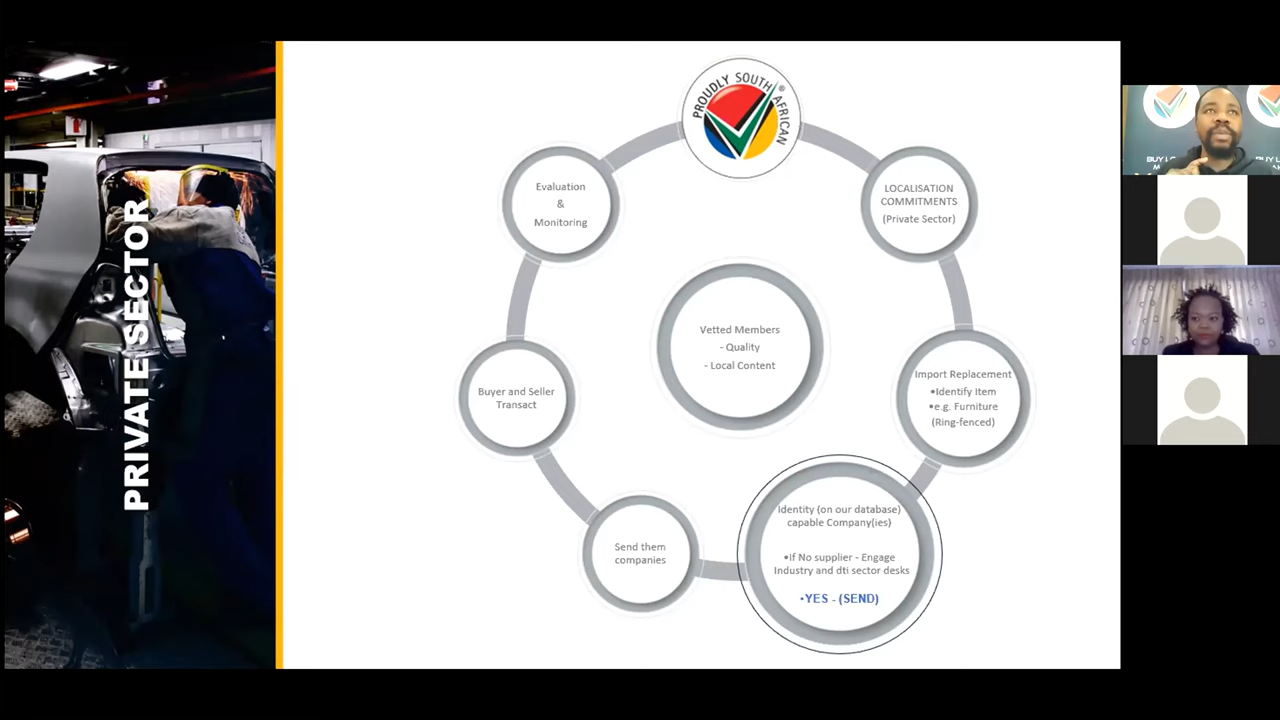 PRIVATE SECTOR
PROUDLY SOUTH AFRICAN
®
LOCALISATION
COMMITMENTS
(Private Sector)
Import Replacement
•Identify Item
•e.g. Furniture
(Ring-fenced)
Identity (on our database)
capable Company(ies)
•If No supplier - Engage
Industry and dti sector desks
•YES - (SEND)
Send them
companies
Buyer and Seller
Transact
Evaluation
&
Monitoring
Vetted Members
- Quality
- Local Content